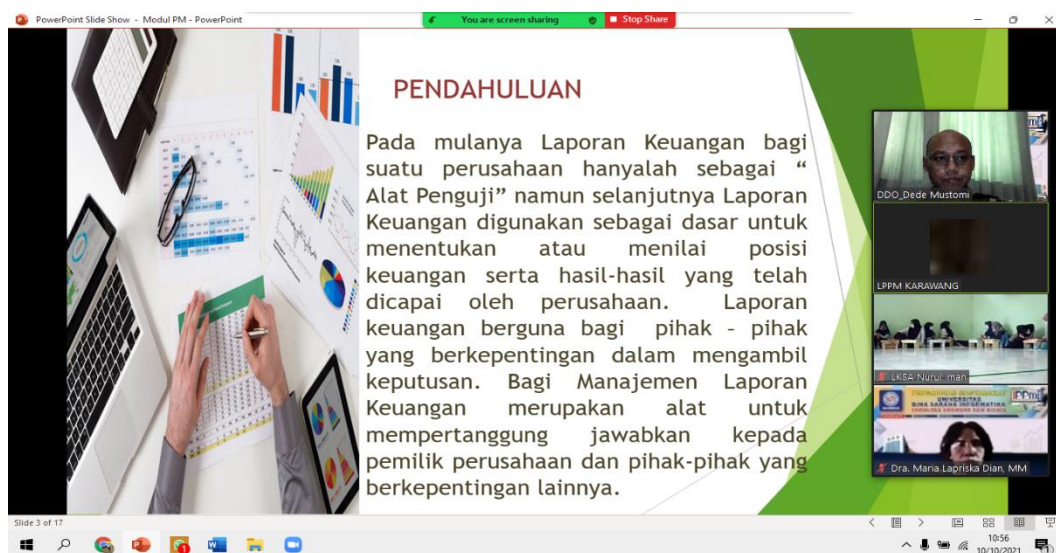 PowerPoint Slide Show - Modul PM - PowerPoint
You are screen sharing
Stop Share
PENDAHULUAN
Pada mulanya Laporan Keuangan bagi
suatu perusahaan hanyalah sebagai “
Alat Penguji” namun selanjutnya Laporan
Keuangan digunakan sebagai dasar untuk
menentukan atau menilai posisi
keuangan serta hasil-hasil yang telah
dicapai oleh perusahaan. Laporan
keuangan berguna bagi pihak - pihak
yang berkepentingan dalam mengambil
keputusan. Bagi Manajemen Laporan
Keuangan merupakan alat untuk
mempertanggung jawabkan kepada
pemilik perusahaan dan pihak-pihak yang
berkepentingan lainnya.
DDO_Dede Mustomi
LPPM KARAWANG
LKSA Nurul iman
UNIVERSITAS
BINA SARANA INFORMATIKA
Dra. Maria Lapriska Dian, MM
Slide 3 of 17
10:56
10/10/2021